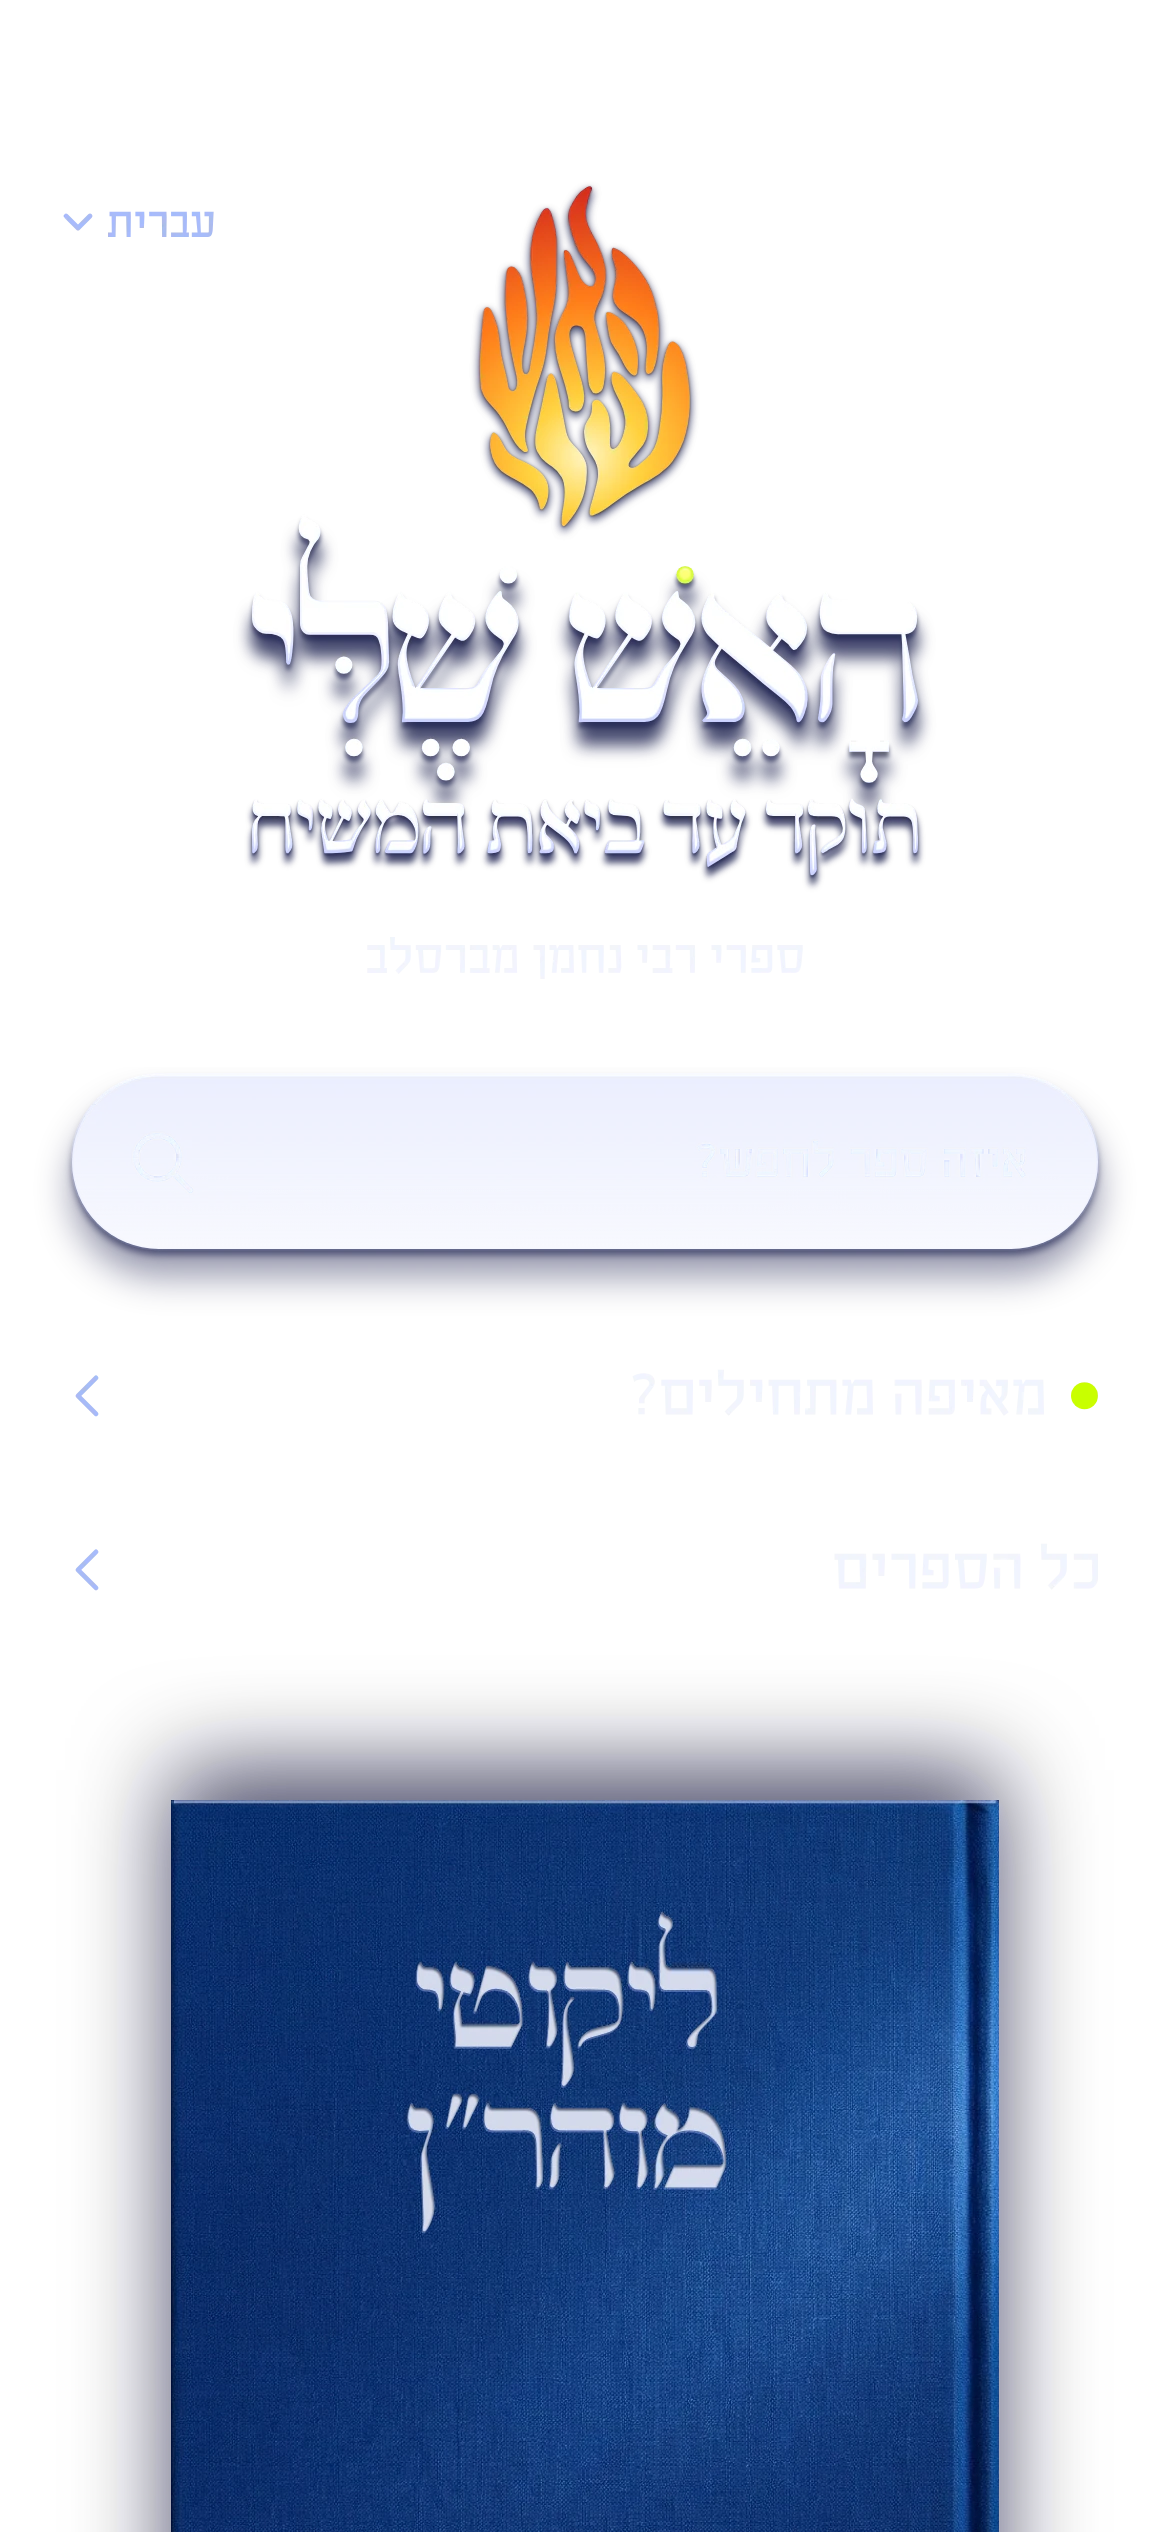 עברית
הָאֵשׁ שֶׁלִּי
תוקד עד ביאת המשיח
ספרי רבי נחמן מברסלב
מאיפה מתחילים?
כל הספרים
ליקוטי
מוהר״ן